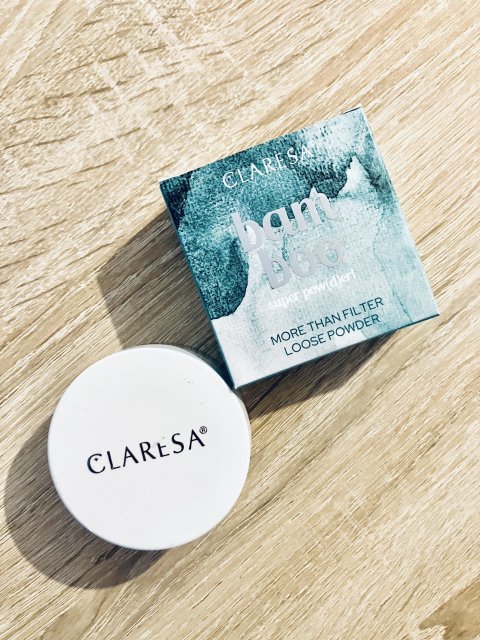 CLARESA
bam
boo
super pow(d)er!
MORE THAN FILTER
LOOSE POWDER
CLARESA®